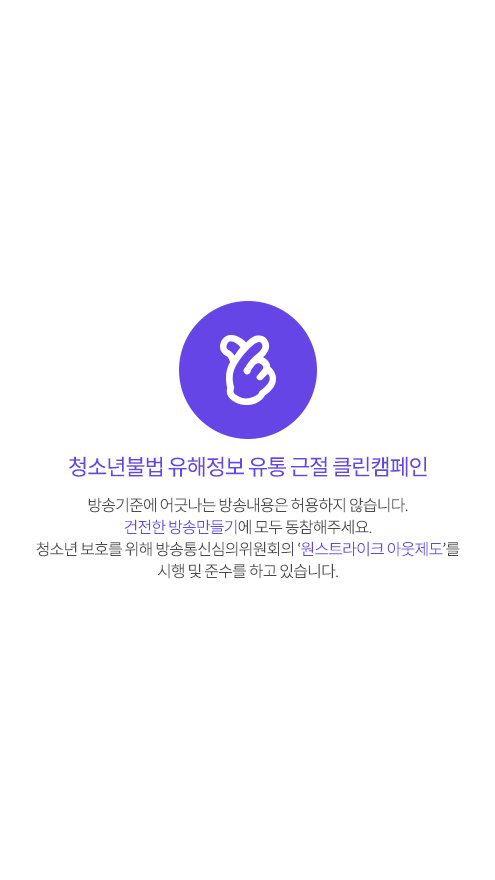 청소년불법 유해정보 유통 근절 클린캠페인
방송기준에 어긋나는 방송내용은 허용하지 않습니다.
건전한 방송만들기에 모두 동참해주세요.
청소년 보호를 위해 방송통신심의위원회의 ‘원스트라이크 아웃제도’를
시행 및 준수를 하고 있습니다.